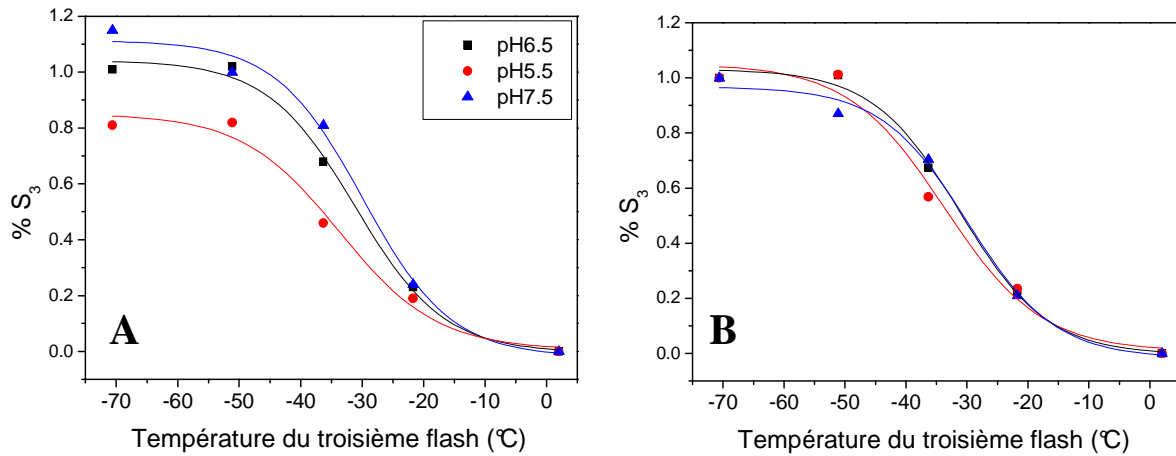 1.2
1.0
0.8
0.6
0.4
0.2
0.0
% S3
pH6.5
pH5.5
pH7.5
A
-70 -60 -50 -40 -30 -20 -10 0
Température du troisième flash (°C)
1.2
1.0
0.8
0.6
0.4
0.2
0.0
% S3
B
-70 -60 -50 -40 -30 -20 -10 0
Température du troisième flash (°C)